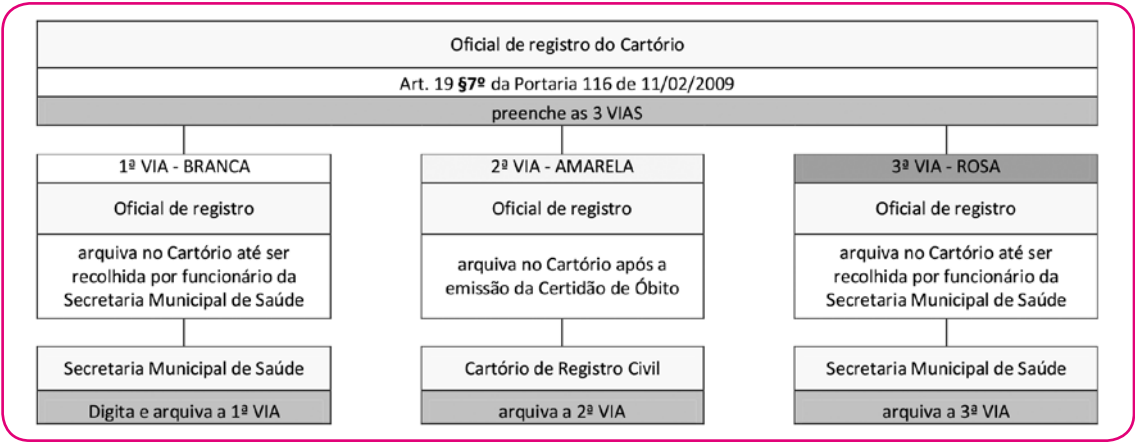 Oficial de registro do Cartório
Art. 19 §7º da Portaria 116 de 11/02/2009
preenche as 3 VIAS
1ª VIA - BRANCA
Oficial de registro
arquiva no Cartório até ser
recolhida por funcionário da
Secretaria Municipal de Saúde
Secretaria Municipal de Saúde
Digita e arquiva a 1ª VIA
2ª VIA - AMARELA
Oficial de registro
arquiva no Cartório após a
emissão da Certidão de Óbito
Cartório de Registro Civil
arquiva a 2ª VIA
3ª VIA - ROSA
Oficial de registro
arquiva no Cartório até ser
recolhida por funcionário da
Secretaria Municipal de Saúde
Secretaria Municipal de Saúde
arquiva a 3ª VIA